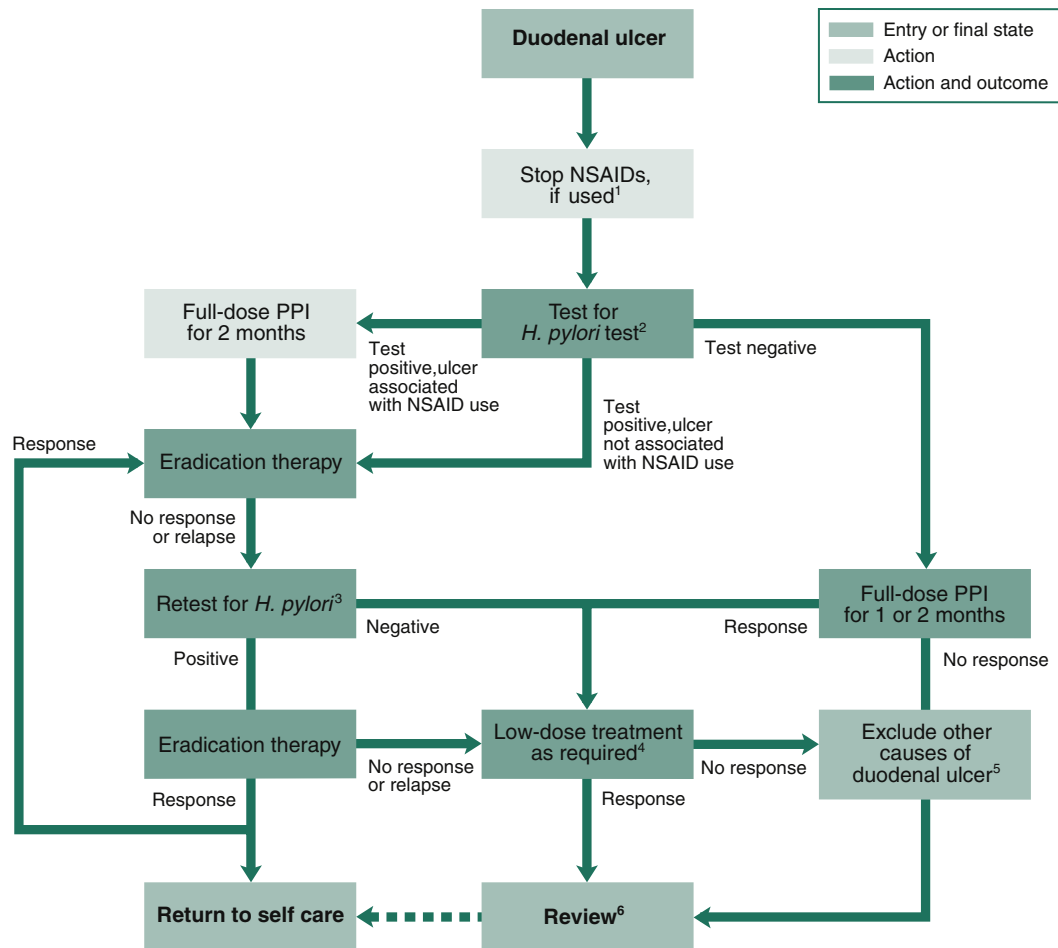 Duodenal ulcer
Entry or final state
Action
Action and outcome
Stop NSAIDs,
if used¹
Full-dose PPI
for 2 months
Test for
H. pylori test²
Test negative
Test
positive,ulcer
associated
with NSAID use
Test
positive,ulcer
not associated
with NSAID use
Response
Eradication therapy
No response
or relapse
Retest for H. pylori³
Negative
Response
Full-dose PPI
for 1 or 2 months
Positive
No response
Eradication therapy
No response
or relapse
Low-dose treatment
as required⁴
No response
Exclude other
causes of
duodenal ulcer⁵
Response
Response
Return to self care
Review⁶